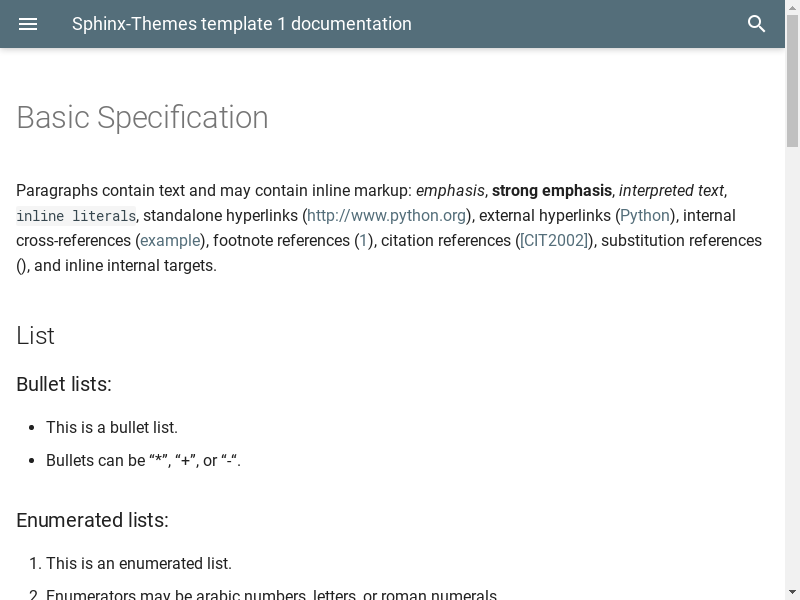 Sphinx-Themes template 1 documentation
Basic Specification
Paragraphs contain text and may contain inline markup: emphasis, strong emphasis, interpreted text,
inline literals, standalone hyperlinks (http://www.python.org), external hyperlinks (Python), internal
cross-references (example), footnote references (1), citation references ([CIT2002]), substitution references
(), and inline internal targets.
List
Bullet lists:
• This is a bullet list.
• Bullets can be “*”, “+”, or “-“.
Enumerated lists:
1. This is an enumerated list.
2. Enumerators may be arabic numbers, letters, or roman numerals.